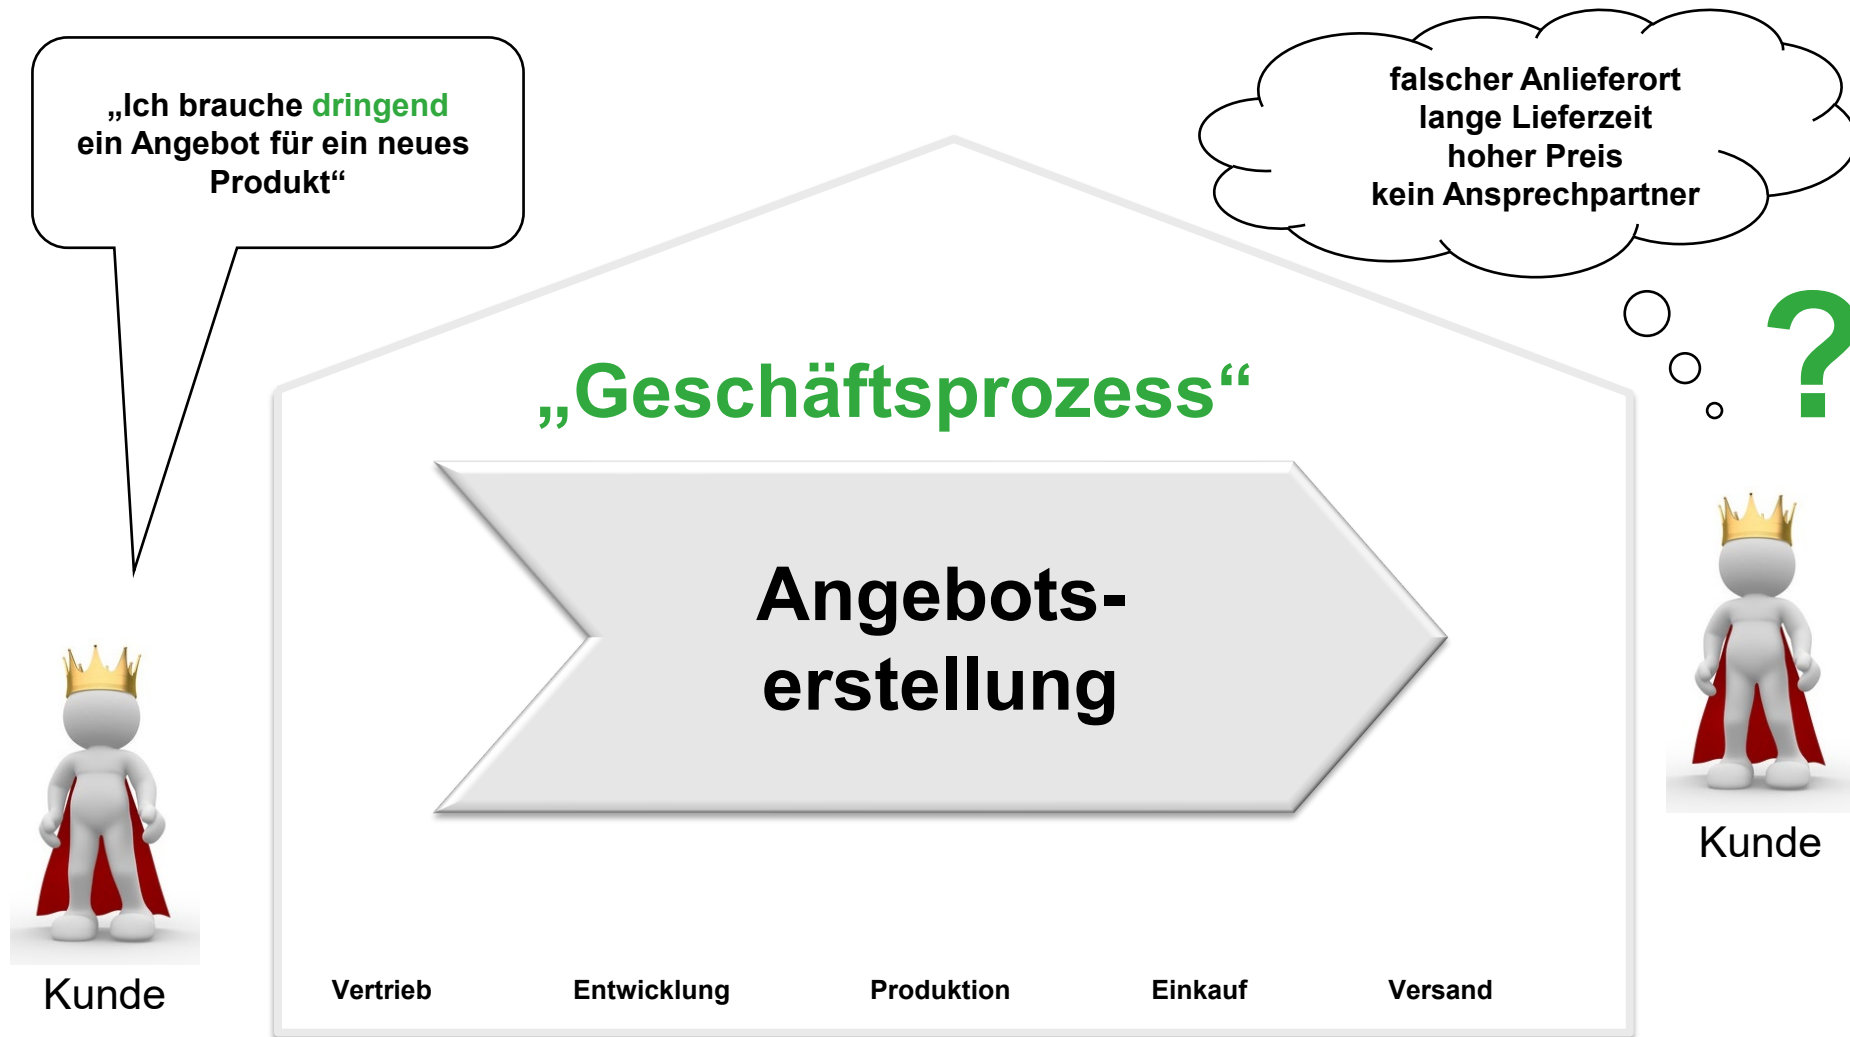 „Ich brauche dringend
ein Angebot für ein neues
Produkt“
falscher Anlieferort
lange Lieferzeit
hoher Preis
kein Ansprechpartner
?
„Geschäftsprozess“
Angebots-
erstellung
Kunde
Kunde
Vertrieb Entwicklung Produktion Einkauf Versand